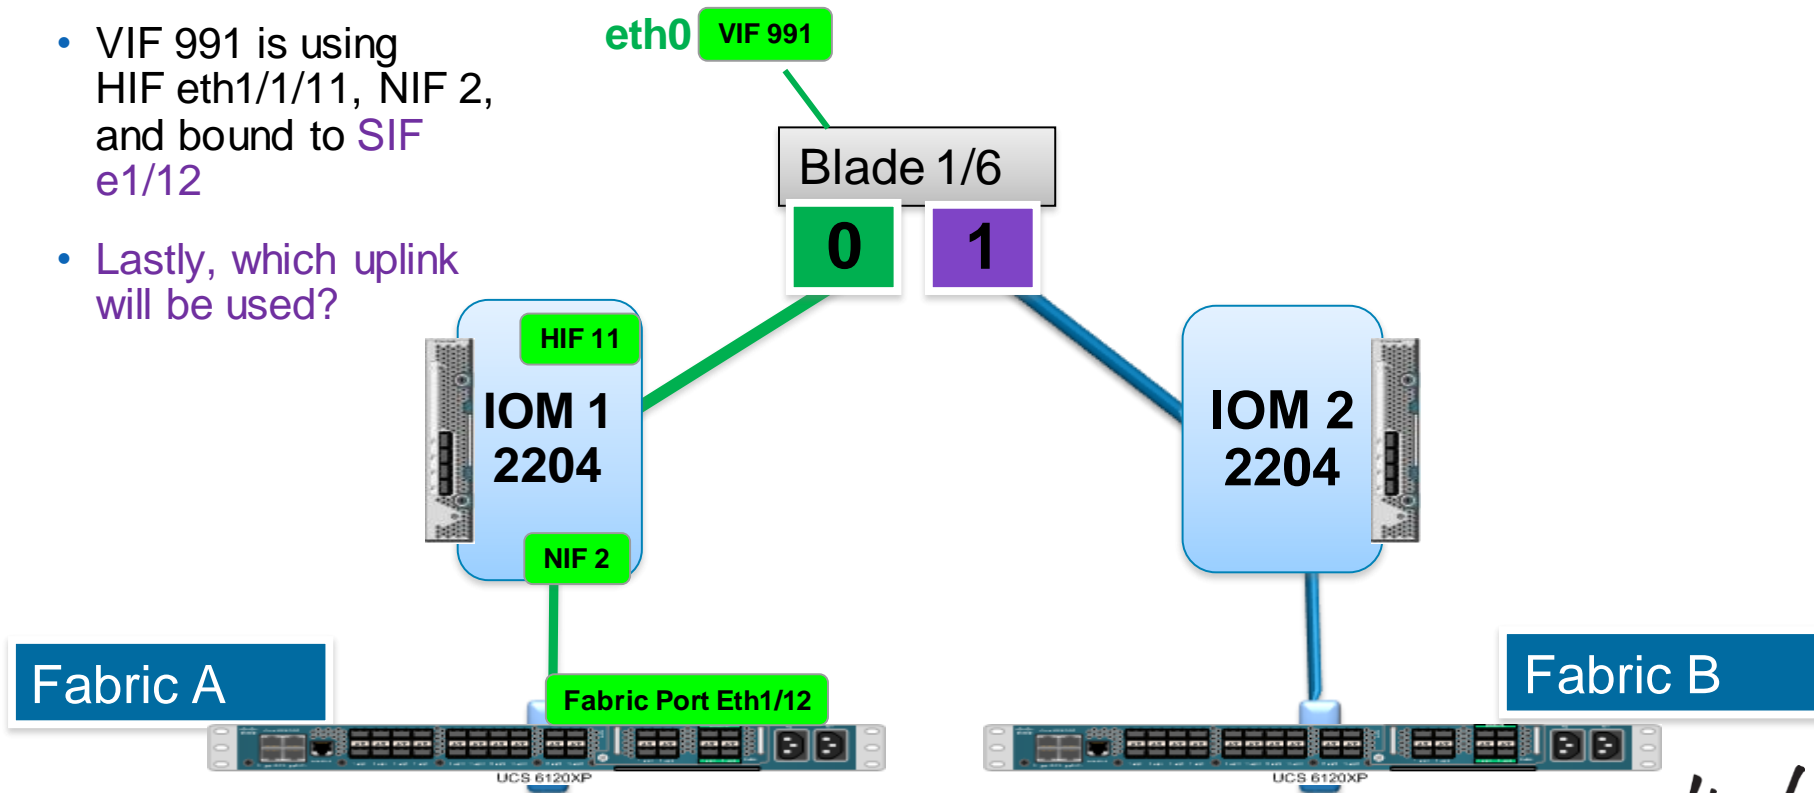 • VIF 991 is using
HIF eth1/1/11, NIF 2,
and bound to SIF
e1/12
• Lastly, which uplink
will be used?
eth0
VIF 991
Blade 1/6
0
1
HIF 11
IOM 1
2204
NIF 2
IOM 2
2204
Fabric A
Fabric Port Eth1/12
Fabric B
UCS 6120XP
UCS 6120XP